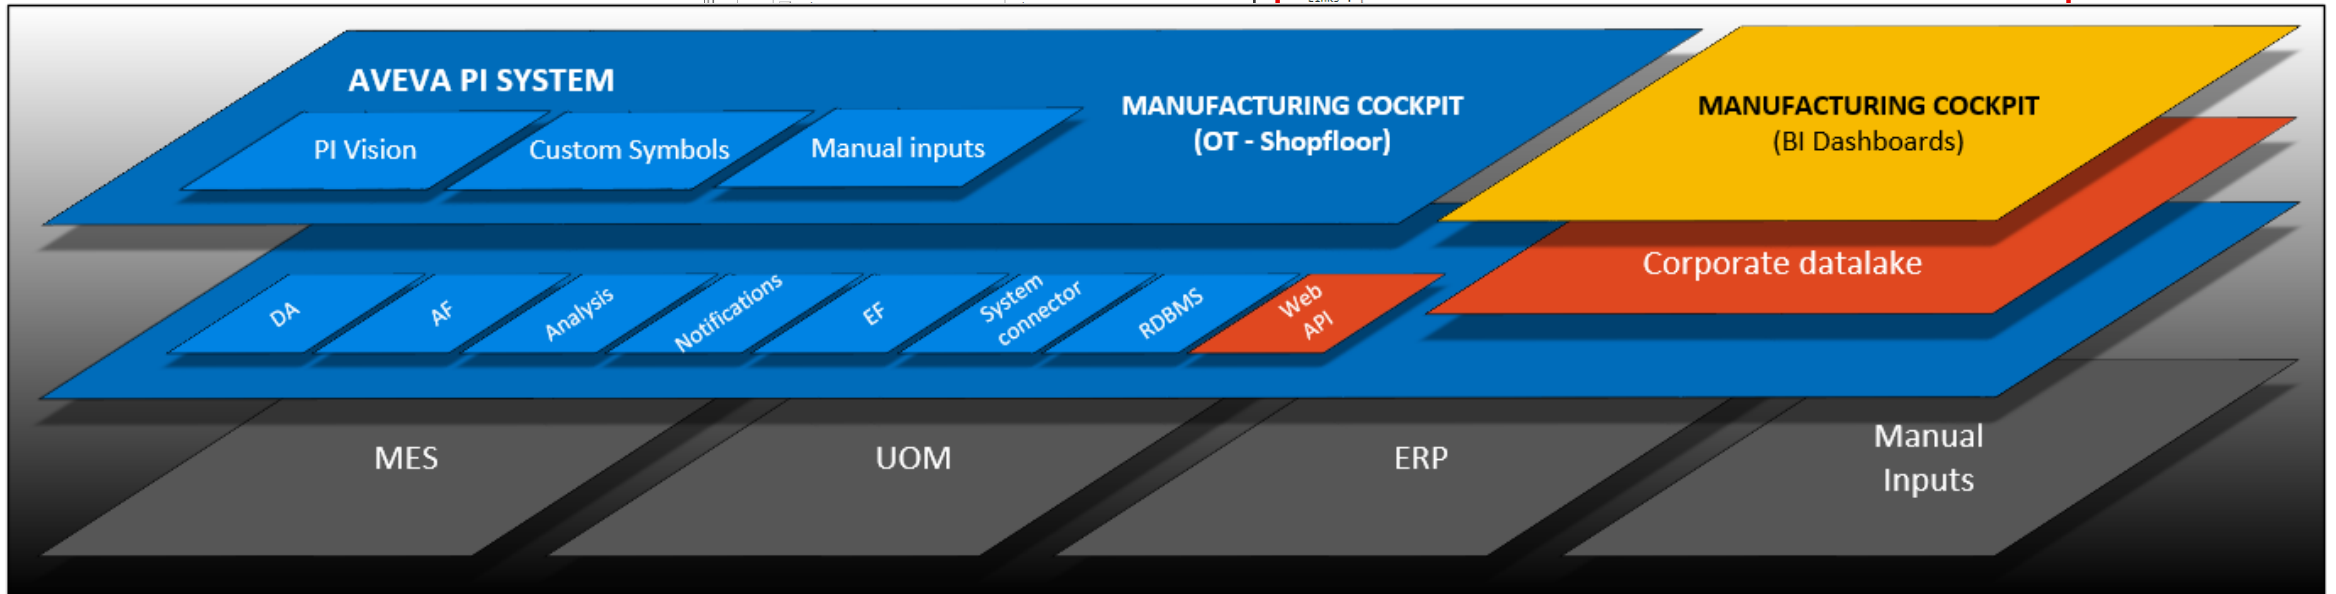 AVEVA PI SYSTEM
PI Vision
Custom Symbols
Manual inputs
MANUFACTURING COCKPIT
(OT - Shopfloor)
MANUFACTURING COCKPIT
(BI Dashboards)
Corporate datalake
DA
AF
Analysis
Notifications
EF
System
connector
RDBMS
Web
API
MES
UOM
ERP
Manual
Inputs